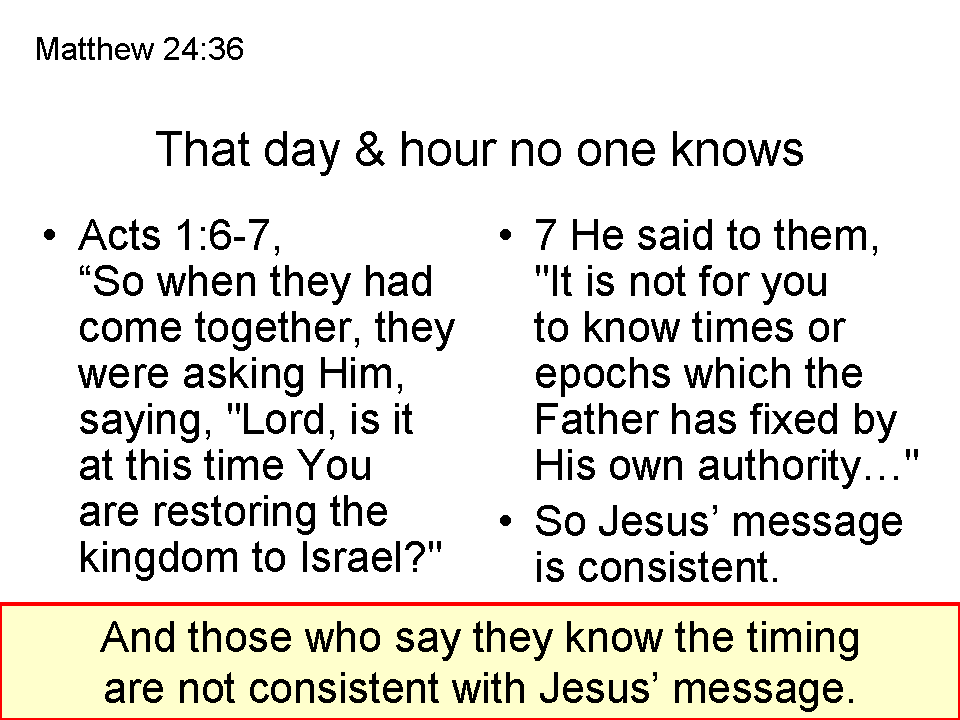 Matthew 24:36
That day & hour no one knows
• Acts 1:6-7,
“So when they had
come together, they
were asking Him,
saying, "Lord, is it
at this time You
are restoring the
kingdom to Israel?"
• 7 He said to them,
"It is not for you
to know times or
epochs which the
Father has fixed by
His own authority…"
• So Jesus’ message
is consistent.
And those who say they know the timing
are not consistent with Jesus’ message.